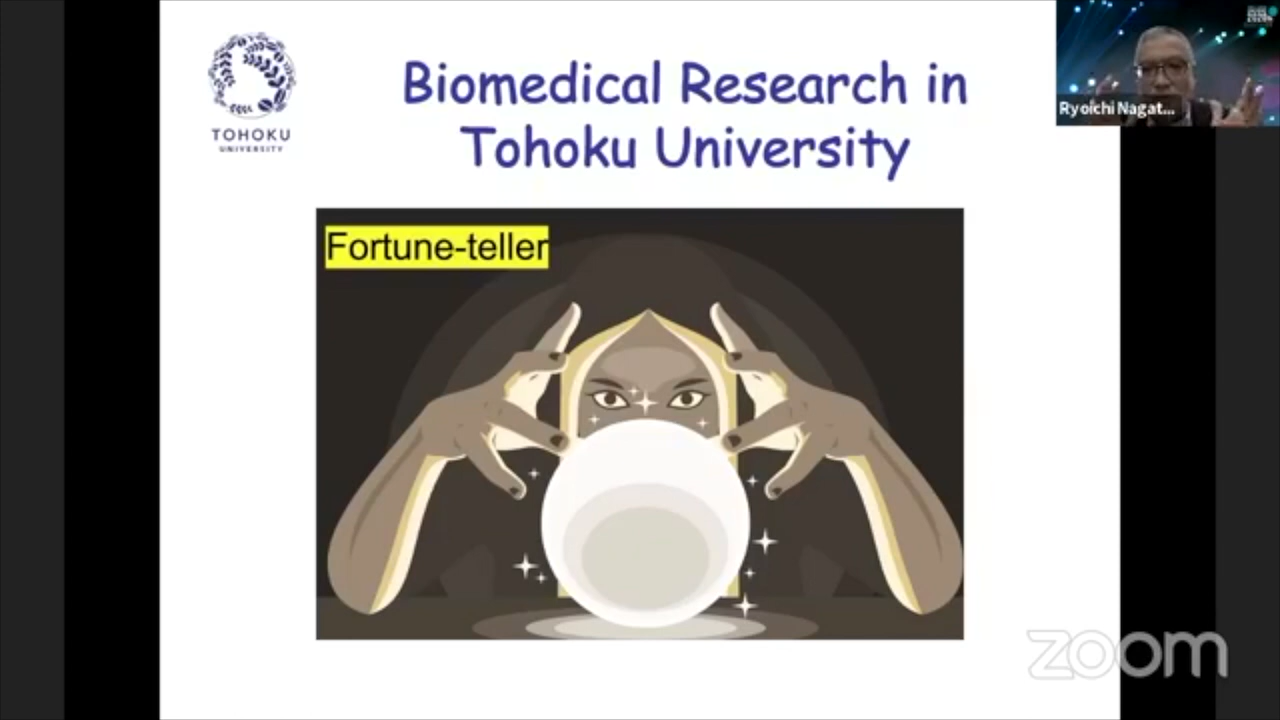 Biomedical Research in
Tohoku University
TOHOKU
UNIVERSITY
Fortune-teller
Ryoichi Nagat...
zoom